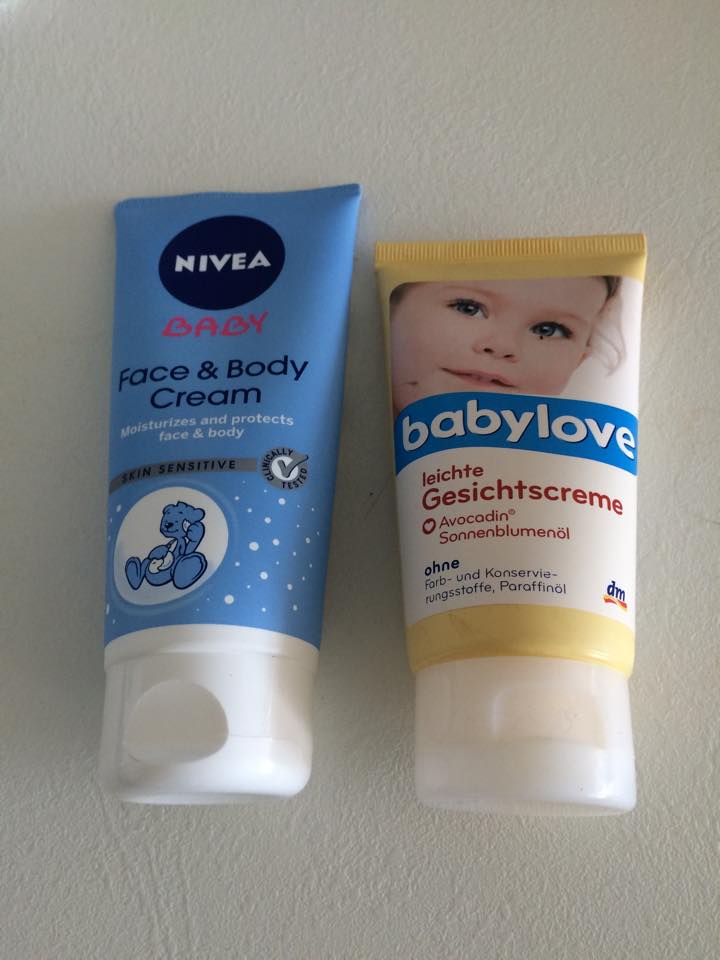 NIVEA
BABY
Face & Body
Cream
Moisturizes and protects
face & body
SKIN SENSITIVE
CLINICALLY
TESTED
babylove
leichte
Gesichtscreme
Avocadin®
Sonnenblumenöl
ohne
Farb- und Konservie-
rungsstoffe, Paraffinöl
dm